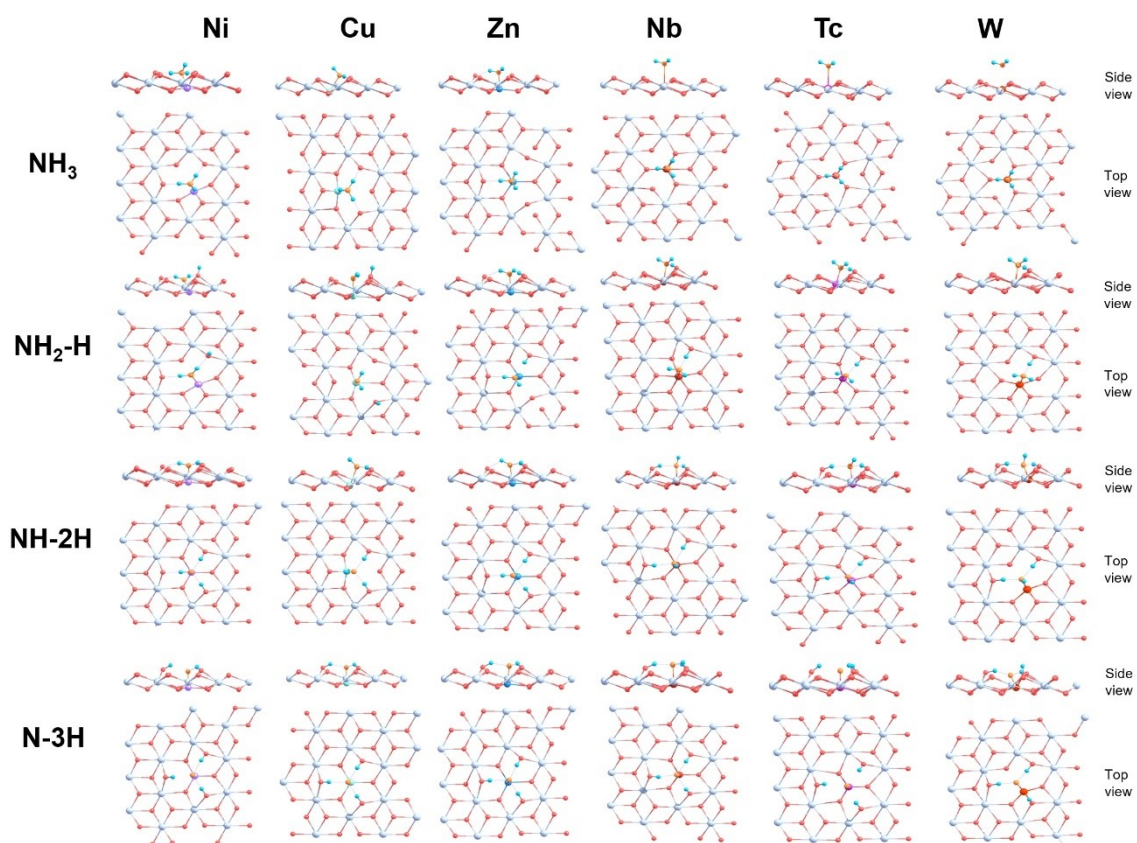 Ni Cu Zn Nb Tc W
Side
view
NH₃
Top
view
Side
view
NH₂-H
Top
view
Side
view
NH-2H
Top
view
Side
view
N-3H
Top
view